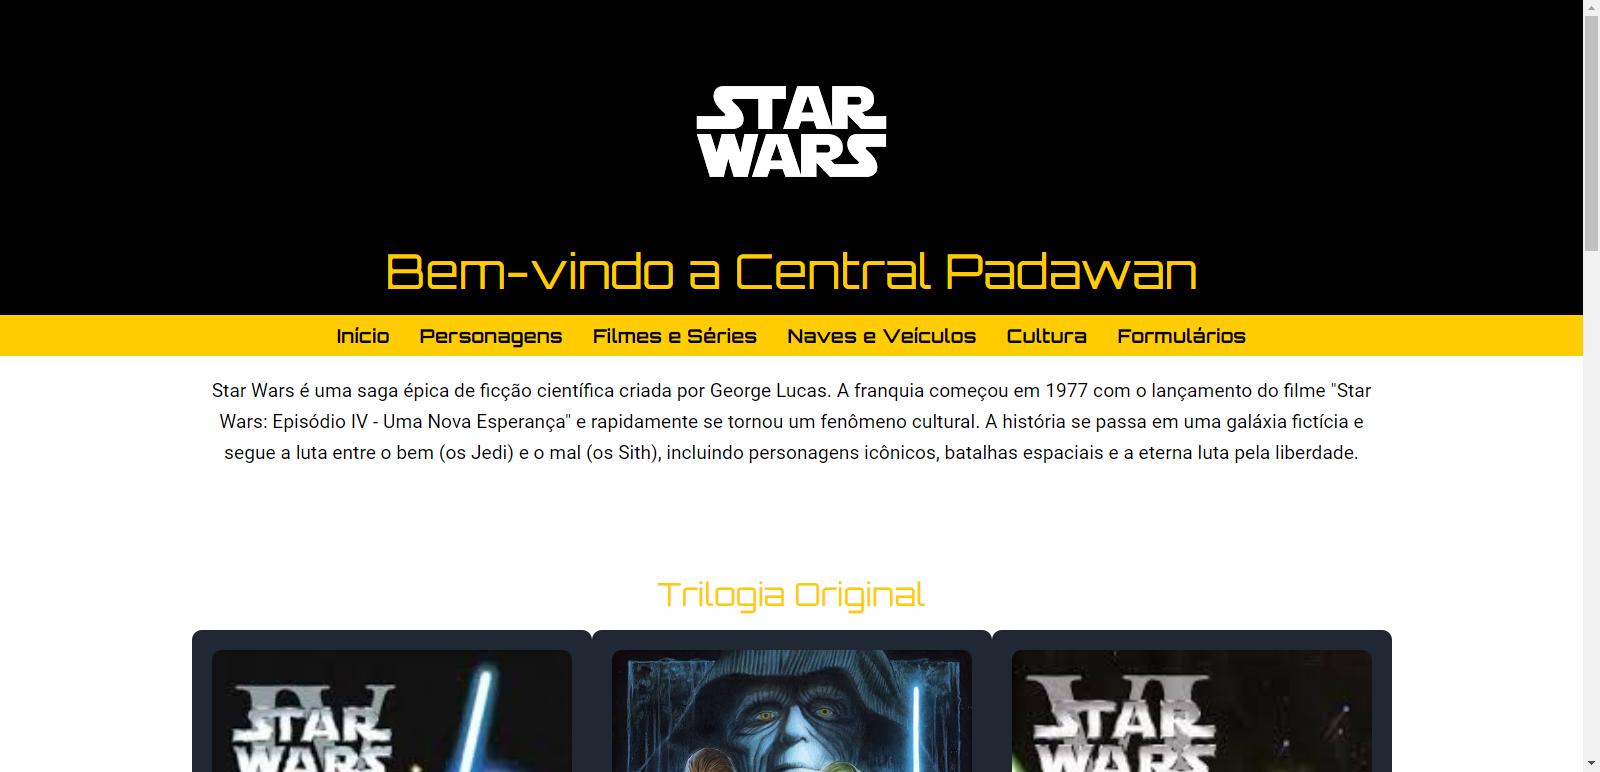 STAR
WARS
Bem-vindo a Central Padawan
Início Personagens Filmes e Séries Naves e Veículos Cultura Formulários
Star Wars é uma saga épica de ficção científica criada por George Lucas. A franquia começou em 1977 com o lançamento do filme "Star
Wars: Episódio IV - Uma Nova Esperança" e rapidamente se tornou um fenômeno cultural. A história se passa em uma galáxia fictícia e
segue a luta entre o bem (os Jedi) e o mal (os Sith), incluindo personagens icônicos, batalhas espaciais e a eterna luta pela liberdade.
Trilogia Original
IV
STAR
WARS
VI
STAR
WARS